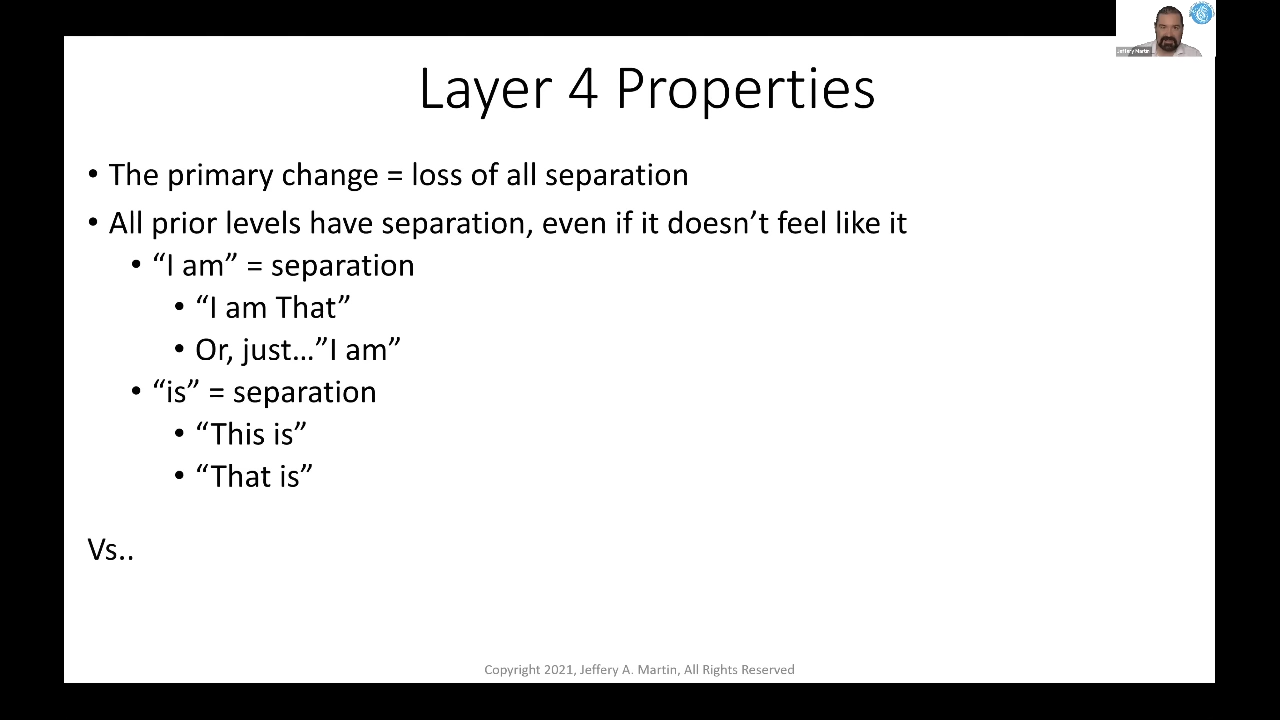 Jeffery Martin
Layer 4 Properties
• The primary change = loss of all separation
• All prior levels have separation, even if it doesn’t feel like it
• “I am” = separation
• “I am That”
• Or, just…”I am”
• “is” = separation
• “This is”
• “That is”
Vs..
Copyright 2021, Jeffery A. Martin, All Rights Reserved